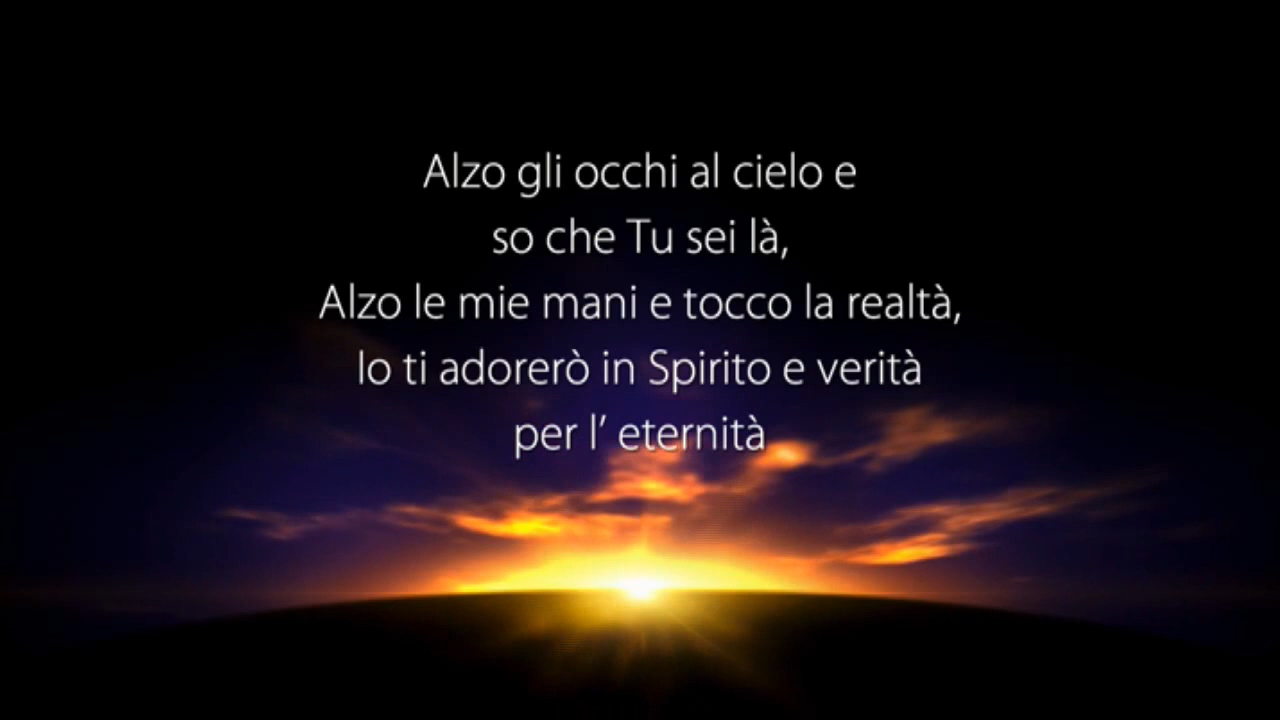 Alzo gli occhi al cielo e
so che Tu sei là,
Alzo le mie mani e tocco la realtà,
Io ti adorerò in Spirito e verità
per l’ eternità